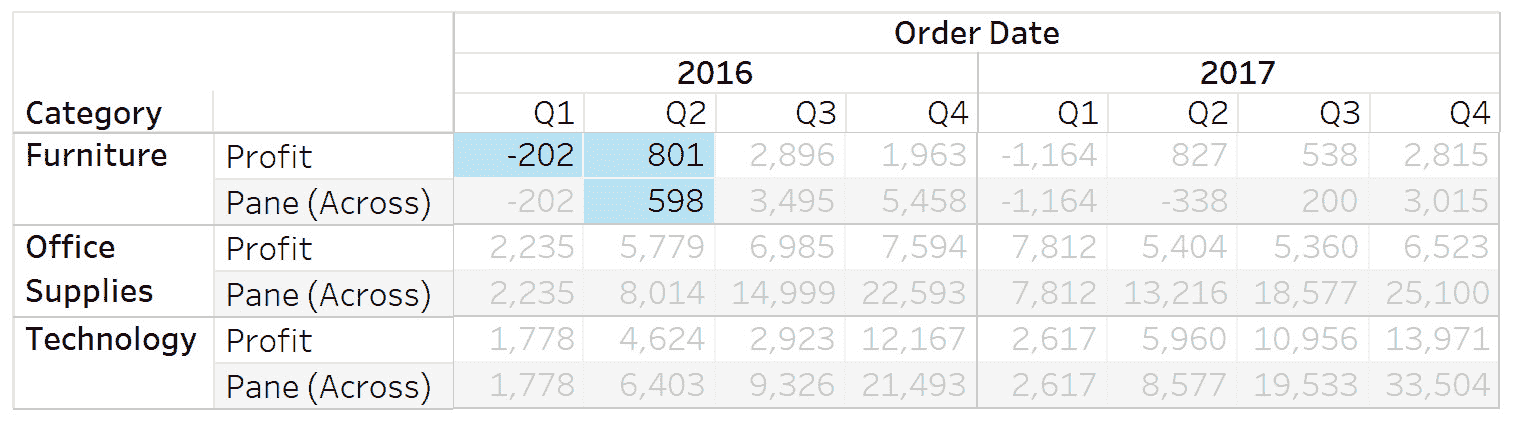 Order Date
2016 2017
Category Q1 Q2 Q3 Q4 Q1 Q2 Q3 Q4
Furniture Profit -202 801 2,896 1,963 -1,164 827 538 2,815
Pane (Across) -202 598 3,495 5,458 -1,164 -338 200 3,015
Office Profit 2,235 5,779 6,985 7,594 7,812 5,404 5,360 6,523
Supplies Pane (Across) 2,235 8,014 14,999 22,593 7,812 13,216 18,577 25,100
Technology Profit 1,778 4,624 2,923 12,167 2,617 5,960 10,956 13,971
Pane (Across) 1,778 6,403 9,326 21,493 2,617 8,577 19,533 33,504